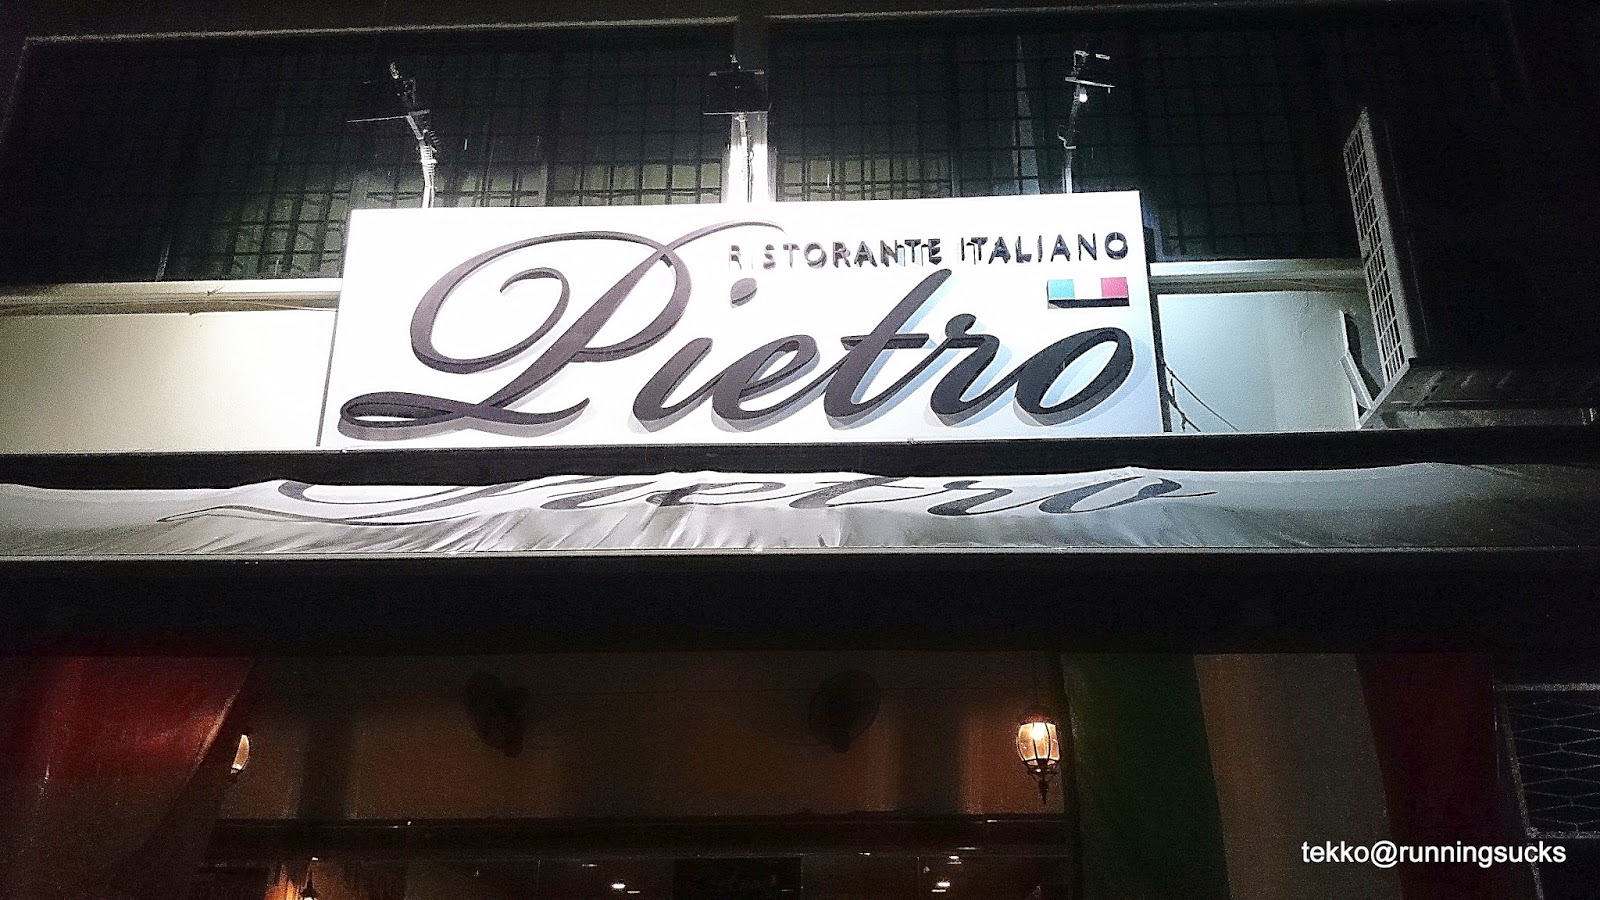 RISTORANTE ITALIANO
Pietro
Pietro
tekko@runningsucks